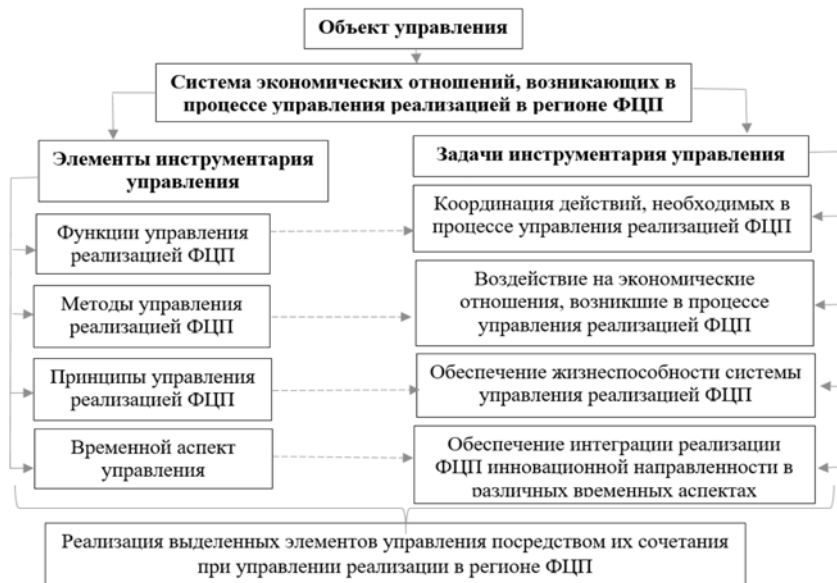 Объект управления
Система экономических отношений, возникающих в
процессе управления реализацией в регионе ФЦП
Элементы инструментария
управления
Задачи инструментария управления
Функции управления
реализацией ФЦП
Координация действий, необходимых в
процессе управления реализацией ФЦП
Методы управления
реализацией ФЦП
Воздействие на экономические
отношения, возникшие в процессе
управления реализацией ФЦП
Принципы управления
реализацией ФЦП
Обеспечение жизнеспособности системы
управления реализацией ФЦП
Временной аспект
управления
Обеспечение интеграции реализации
ФЦП инновационной направленности в
различных временных аспектах
Реализация выделенных элементов управления посредством их сочетания
при управлении реализации в регионе ФЦП